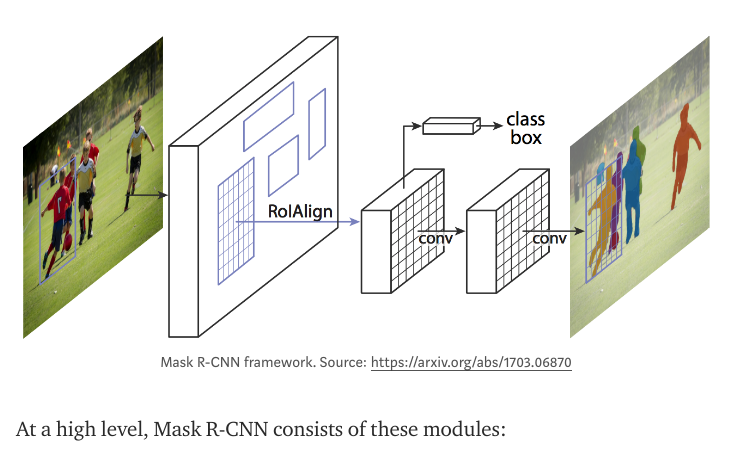 class
box
RoIAlign
conv
conv
Mask R-CNN framework. Source: https://arxiv.org/abs/1703.06870
At a high level, Mask R-CNN consists of these modules: